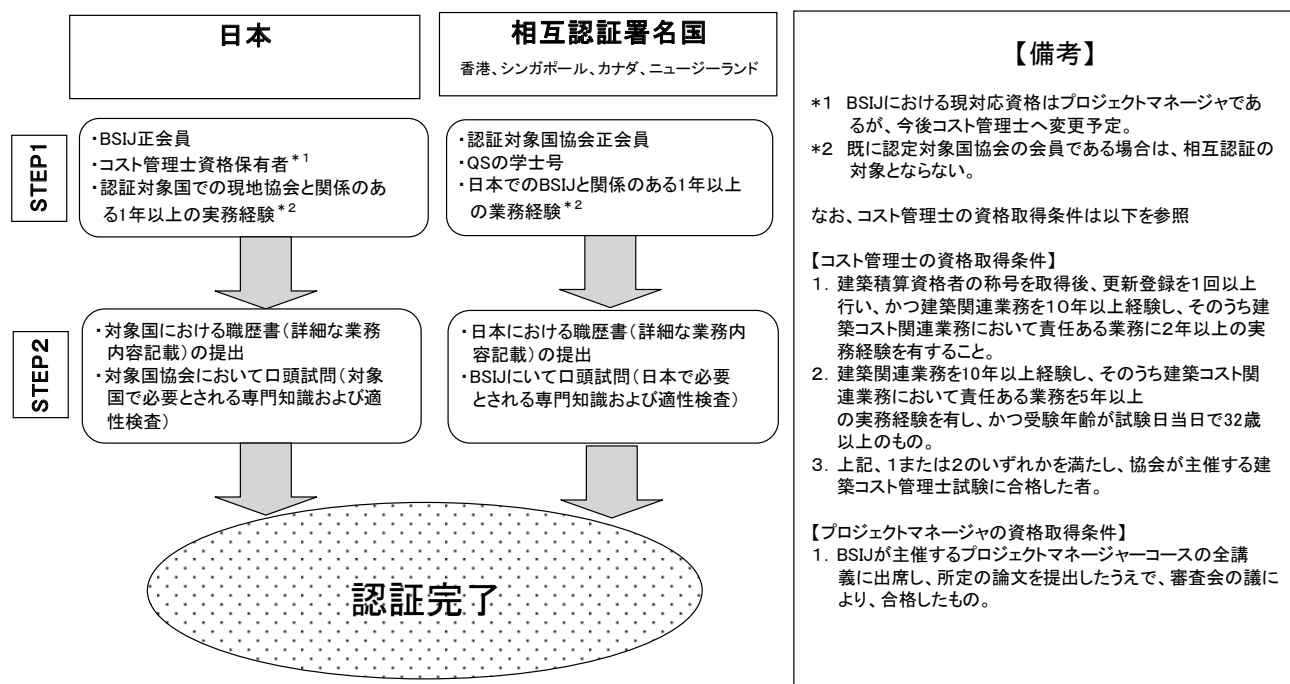 日本
相互認証署名国
香港、シンガポール、カナダ、ニュージーランド
STEP1
・BSIJ正会員
・コスト管理士資格保有者*1
・認証対象国での現地協会と関係のあ
る1年以上の実務経験*2
・認証対象国協会正会員
・QSの学士号
・日本でのBSIJと関係のある1年以上
の業務経験*2
STEP2
・対象国における職歴書(詳細な業務
内容記載)の提出
・対象国協会において口頭試問(対象
国で必要とされる専門知識および適
性検査)
・日本における職歴書(詳細な業務内
容記載)の提出
・BSIJにいて口頭試問(日本で必要
とされる専門知識および適性検査)
認証完了
【備考】
*1 BSIJにおける現対応資格はプロジェクトマネージャであ
るが、今後コスト管理士へ変更予定。
*2 既に認定対象国協会の会員である場合は、相互認証の
対象とならない。
なお、コスト管理士の資格取得条件は以下を参照
【コスト管理士の資格取得条件】
1．建築積算資格者の称号を取得後、更新登録を1回以上
行い、かつ建築関連業務を10年以上経験し、そのうち建
築コスト関連業務において責任ある業務に2年以上の実
務経験を有すること。
2．建築関連業務を10年以上経験し、そのうち建築コスト関
連業務において責任ある業務を5年以上
の実務経験を有し、かつ受験年齢が試験日当日で32歳
以上のもの。
3．上記、1または2のいずれかを満たし、協会が主催する建
築コスト管理士試験に合格した者。
【プロジェクトマネージャの資格取得条件】
1．BSIJが主催するプロジェクトマネージャーコースの全講
義に出席し、所定の論文を提出したうえで、審査会の議に
より、合格したもの。